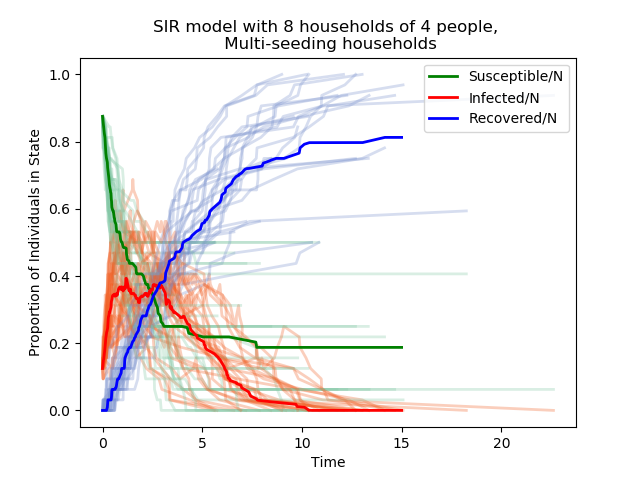 SIR model with 8 households of 4 people,
Multi-seeding households
Susceptible/N
Infected/N
Recovered/N
Proportion of Individuals in State
1.0
0.8
0.6
0.4
0.2
0.0
0
5
10
15
20
Time